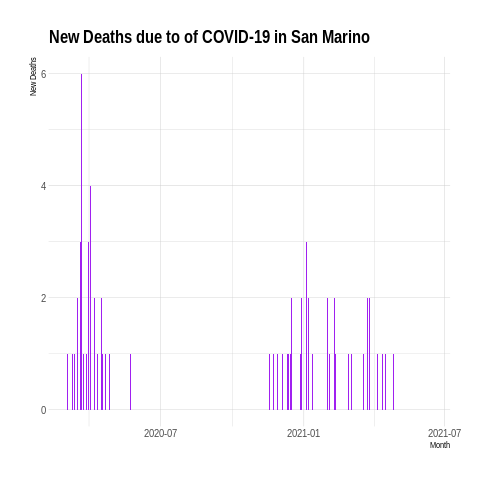 New Deaths due to of COVID-19 in San Marino
New Deaths
6
4
2
0
2020-07
2021-01
2021-07
Month